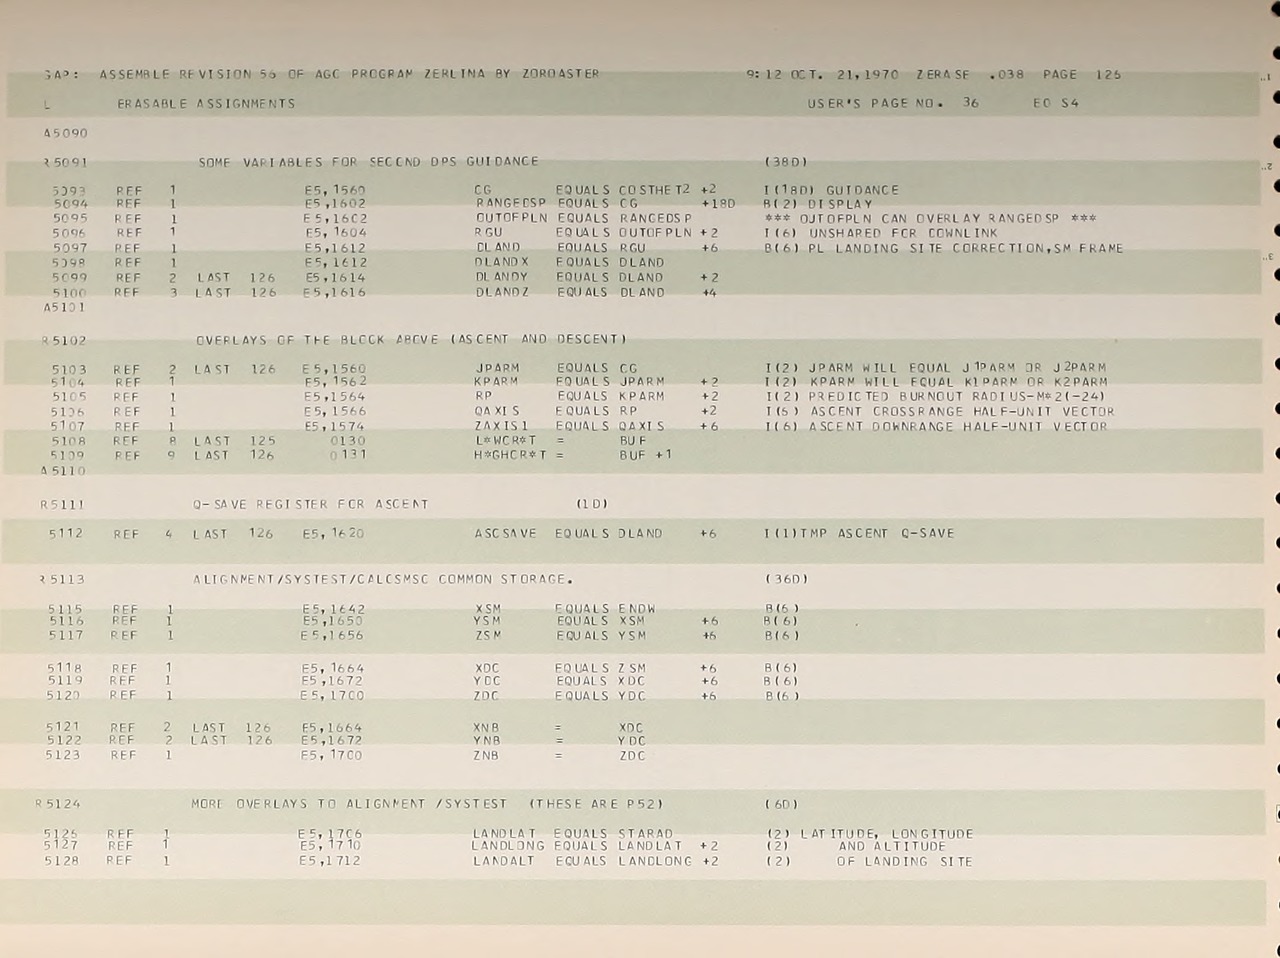 GAP: ASSEMBLE REVISION 56 OF AGC PROGRAM ZERLINA BY ZOROASTER 9:12 OCT. 21,1970 ZERASE .038 PAGE 126
L ERASABLE ASSIGNMENTS USER'S PAGE NO. 36 E0 S4
A5090
R5091 SOME VARIABLES FOR SECOND DPS GUIDANCE (38D)
5093 REF 1 E5,1560 CG EQUALS COSTHET2 +2 I(18D) GUIDANCE
5094 REF 1 E5,1602 RANGEDSP EQUALS CG +18D B(2) DISPLAY
5095 REF 1 E5,1602 OUTOFPLN EQUALS RANGEDSP *** OUTOFPLN CAN OVERLAY RANGEDSP ***
5096 REF 1 E5,1604 RGU EQUALS OUTOFPLN +2 I(6) UNSHARED FOR DOWNLINK
5097 REF 1 E5,1612 DLAND EQUALS RGU +6 B(6) PL LANDING SITE CORRECTION,SM FRAME
5098 REF 1 E5,1612 DLANDX EQUALS DLAND
5099 REF 2 LAST 126 E5,1614 DLANDY EQUALS DLAND +2
5100 REF 3 LAST 126 E5,1616 DLANDZ EQUALS DLAND +4
A5101
R5102 OVERLAYS OF THE BLOCK ABOVE (ASCENT AND DESCENT)
5103 REF 2 LAST 126 E5,1560 JPARM EQUALS CG I(2) JPARM WILL EQUAL J1PARM OR J2PARM
5104 REF 1 E5,1562 KPARM EQUALS JPARM +2 I(2) KPARM WILL EQUAL K1PARM OR K2PARM
5105 REF 1 E5,1564 RP EQUALS KPARM +2 I(2) PREDICTED BURNOUT RADIUS-M*2(-24)
5106 REF 1 E5,1566 QAXIS EQUALS RP +2 I(6) ASCENT CROSSRANGE HALF-UNIT VECTOR
5107 REF 1 E5,1574 ZAXIS1 EQUALS QAXIS +6 I(6) ASCENT DOWNRANGE HALF-UNIT VECTOR
5108 REF 8 LAST 125 0130 L*WCR*T = BUF
5109 REF 9 LAST 126 0131 H*GHCR*T = BUF +1
A5110
R5111 Q-SAVE REGISTER FOR ASCENT (1D)
5112 REF 4 LAST 126 E5,1620 ASCSAVE EQUALS DLAND +6 I(1)TMP ASCENT Q-SAVE
R5113 ALIGNMENT/SYSTEST/CALCSMSC COMMON STORAGE. (36D)
5115 REF 1 E5,1642 XSM EQUALS ENDW B(6)
5116 REF 1 E5,1650 YSM EQUALS XSM +6 B(6)
5117 REF 1 E5,1656 ZSM EQUALS YSM +6 B(6)
5118 REF 1 E5,1664 XDC EQUALS ZSM +6 B(6)
5119 REF 1 E5,1672 YDC EQUALS XDC +6 B(6)
5120 REF 1 E5,1700 ZDC EQUALS YDC +6 B(6)
5121 REF 2 LAST 126 E5,1664 XNB = XDC
5122 REF 2 LAST 126 E5,1672 YNB = YDC
5123 REF 1 E5,1700 ZNB = ZDC
R5124 MORE OVERLAYS TO ALIGNMENT /SYSTEST (THESE ARE P52) (6D)
5126 REF 1 E5,1706 LANDLAT EQUALS STARAD (2) LATITUDE, LONGITUDE
5127 REF 1 E5,1710 LANDLONG EQUALS LANDLAT +2 (2) AND ALTITUDE
5128 REF 1 E5,1712 LANDALT EQUALS LANDLONG +2 (2) OF LANDING SITE